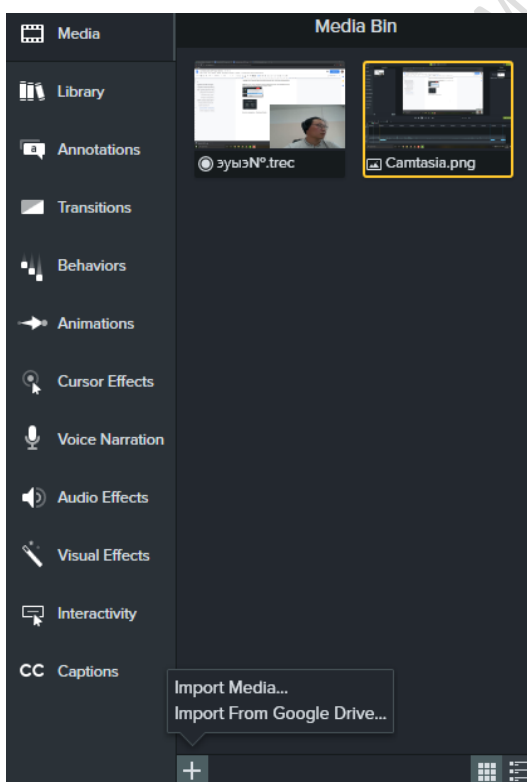 Media Bin
Media
Library
a
Annotations
Transitions
Behaviors
Animations
Cursor Effects
Voice Narration
Audio Effects
Visual Effects
Interactivity
CC Captions
эуыэNº.trec
Camtasia.png
Import Media...
Import From Google Drive...